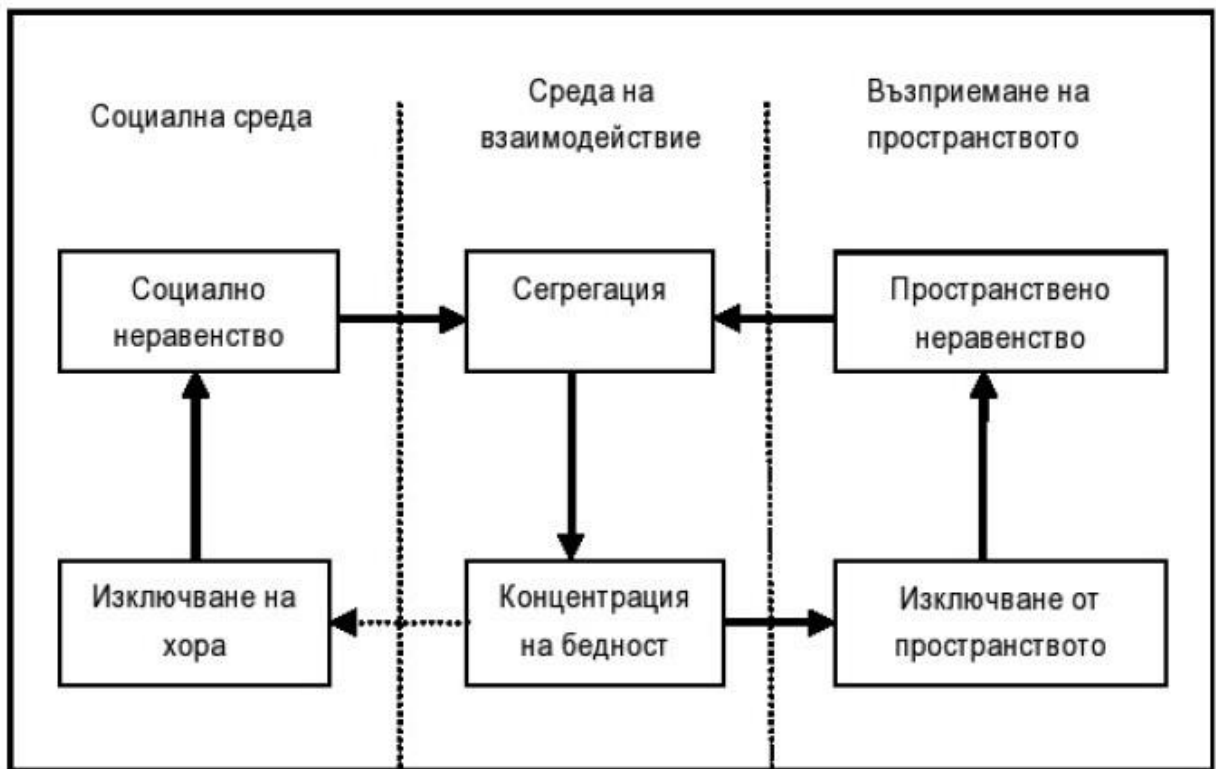 Социална среда
Среда на
взаимодействие
Възприемане на
пространството
Социално
неравенство
Сегрегация
Пространствено
неравенство
Изключване на
хора
Концентрация
на бедност
Изключване от
пространството